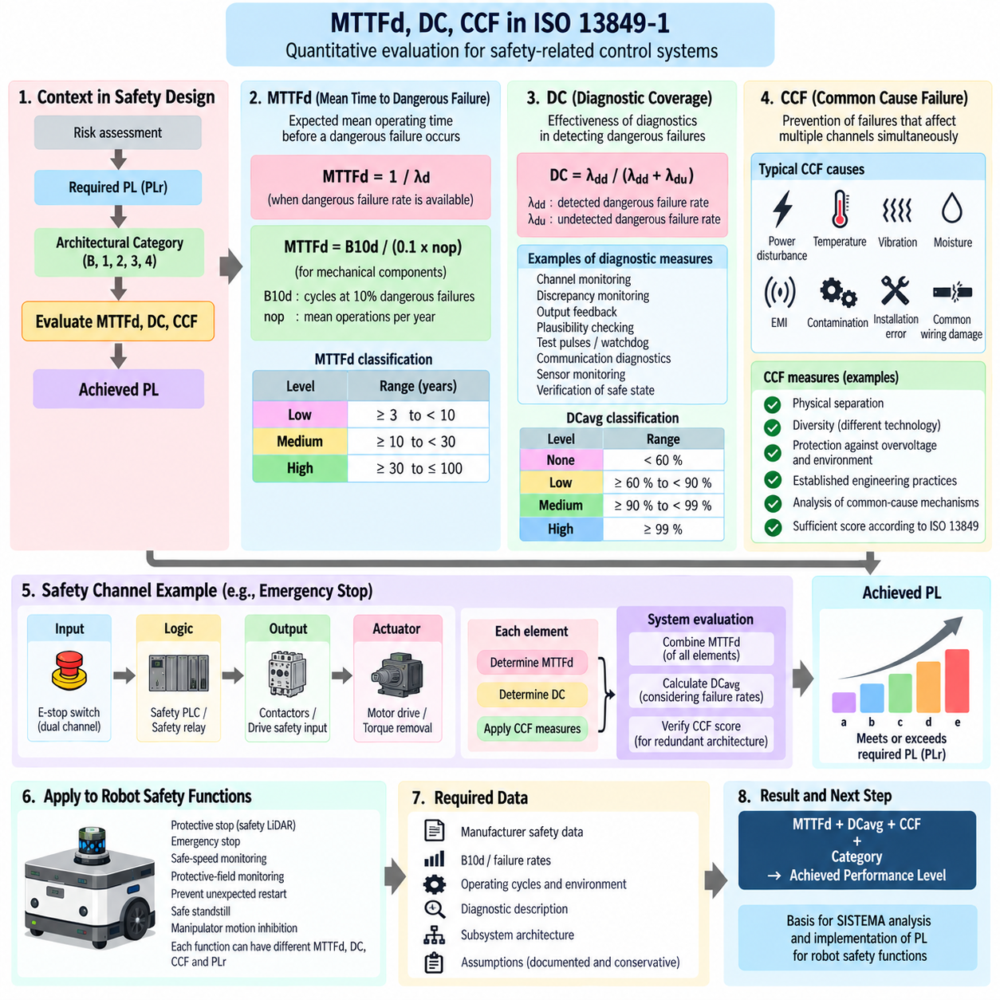 MTTFd, DC, CCF in ISO 13849-1
Quantitative evaluation for safety-related control systems
1. Context in Safety Design
Risk assessment
Required PL (PLr)
Architectural Category
(B, 1, 2, 3, 4)
Evaluate MTTFd, DC, CCF
Achieved PL
2. MTTFd (Mean Time to Dangerous Failure)
Expected mean operating time
before a dangerous failure occurs
MTTFd = 1 / λd
(when dangerous failure rate is available)
MTTFd = B10d / (0.1 x nop)
(for mechanical components)
B10d : cycles at 10% dangerous failures
nop : mean operations per year
MTTFd classification
Level Range (years)
Low ≥ 3 to < 10
Medium ≥ 10 to < 30
High ≥ 30 to ≤ 100
3. DC (Diagnostic Coverage)
Effectiveness of diagnostics
in detecting dangerous failures
DC = λdd / (λdd + λdu)
λdd : detected dangerous failure rate
λdu : undetected dangerous failure rate
Examples of diagnostic measures
Channel monitoring
Discrepancy monitoring
Output feedback
Plausibility checking
Test pulses / watchdog
Communication diagnostics
Sensor monitoring
Verification of safe state
DCavg classification
Level Range
None < 60 %
Low ≥ 60 % to < 90 %
Medium ≥ 90 % to < 99 %
High ≥ 99 %
4. CCF (Common Cause Failure)
Prevention of failures that affect
multiple channels simultaneously
Typical CCF causes
Power
disturbance
Temperature
Vibration
Moisture
EMI
Contamination
Installation
error
Common
wiring damage
CCF measures (examples)
Physical separation
Diversity (different technology)
Protection against overvoltage
and environment
Established engineering practices
Analysis of common-cause mechanisms
Sufficient score according to ISO 13849
5. Safety Channel Example (e.g., Emergency Stop)
Input
E-stop switch
(dual channel)
Logic
Safety PLC /
Safety relay
Output
Contactors /
Drive safety input
Actuator
Motor drive /
Torque removal
Each element
Determine MTTFd
Determine DC
Apply CCF measures
System evaluation
Combine MTTFd
(of all elements)
Calculate DCavg
(considering failure rates)
Verify CCF score
(for redundant architecture)
Achieved PL
a b c d e
Meets or exceeds
required PL (PLr)
6. Apply to Robot Safety Functions
Protective stop (safety LiDAR)
Emergency stop
Safe-speed monitoring
Protective-field monitoring
Prevent unexpected restart
Safe standstill
Manipulator motion inhibition
Each function can have different MTTFd, DC,
CCF and PLr
7. Required Data
Manufacturer safety data
B10d / failure rates
Operating cycles and environment
Diagnostic description
Subsystem architecture
Assumptions (documented and conservative)
8. Result and Next Step
MTTFd + DCavg + CCF
+
Category
→ Achieved Performance Level
Basis for SISTEMA analysis
and implementation of PL
for robot safety functions